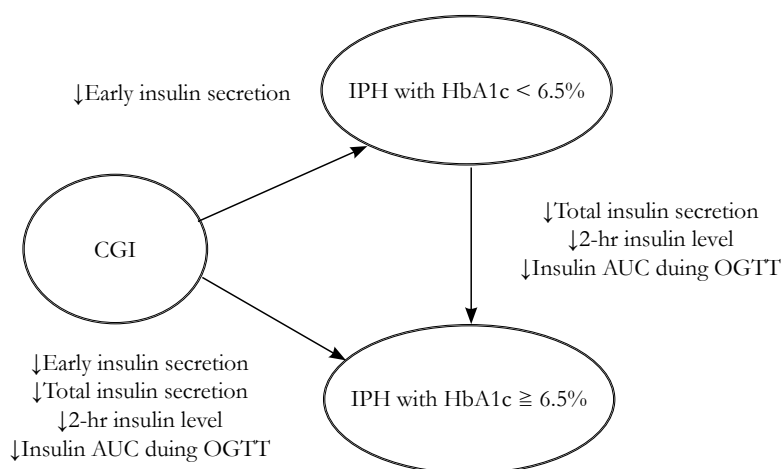 ↓Early insulin secretion
IPH with HbA1c < 6.5%
CGI
↓Total insulin secretion
↓2-hr insulin level
↓Insulin AUC duing OGTT
↓Early insulin secretion
↓Total insulin secretion
↓2-hr insulin level
↓Insulin AUC duing OGTT
IPH with HbA1c ≧ 6.5%